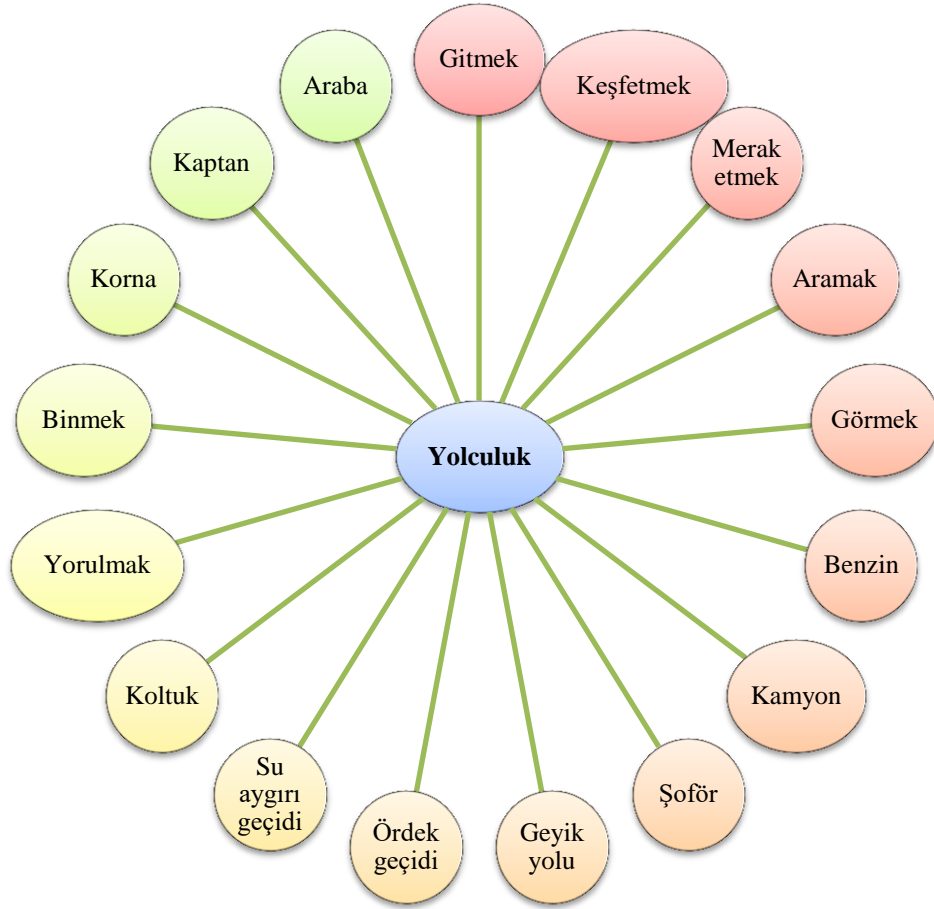 Gitmek
Keşfetmek
Merak
etmek
Aramak
Görmek
Benzin
Kamyon
Şoför
Geyik
yolu
Ördek
geçidi
Su
aygırı
geçidi
Koltuk
Yorulmak
Binmek
Korna
Kaptan
Araba
Yolculuk